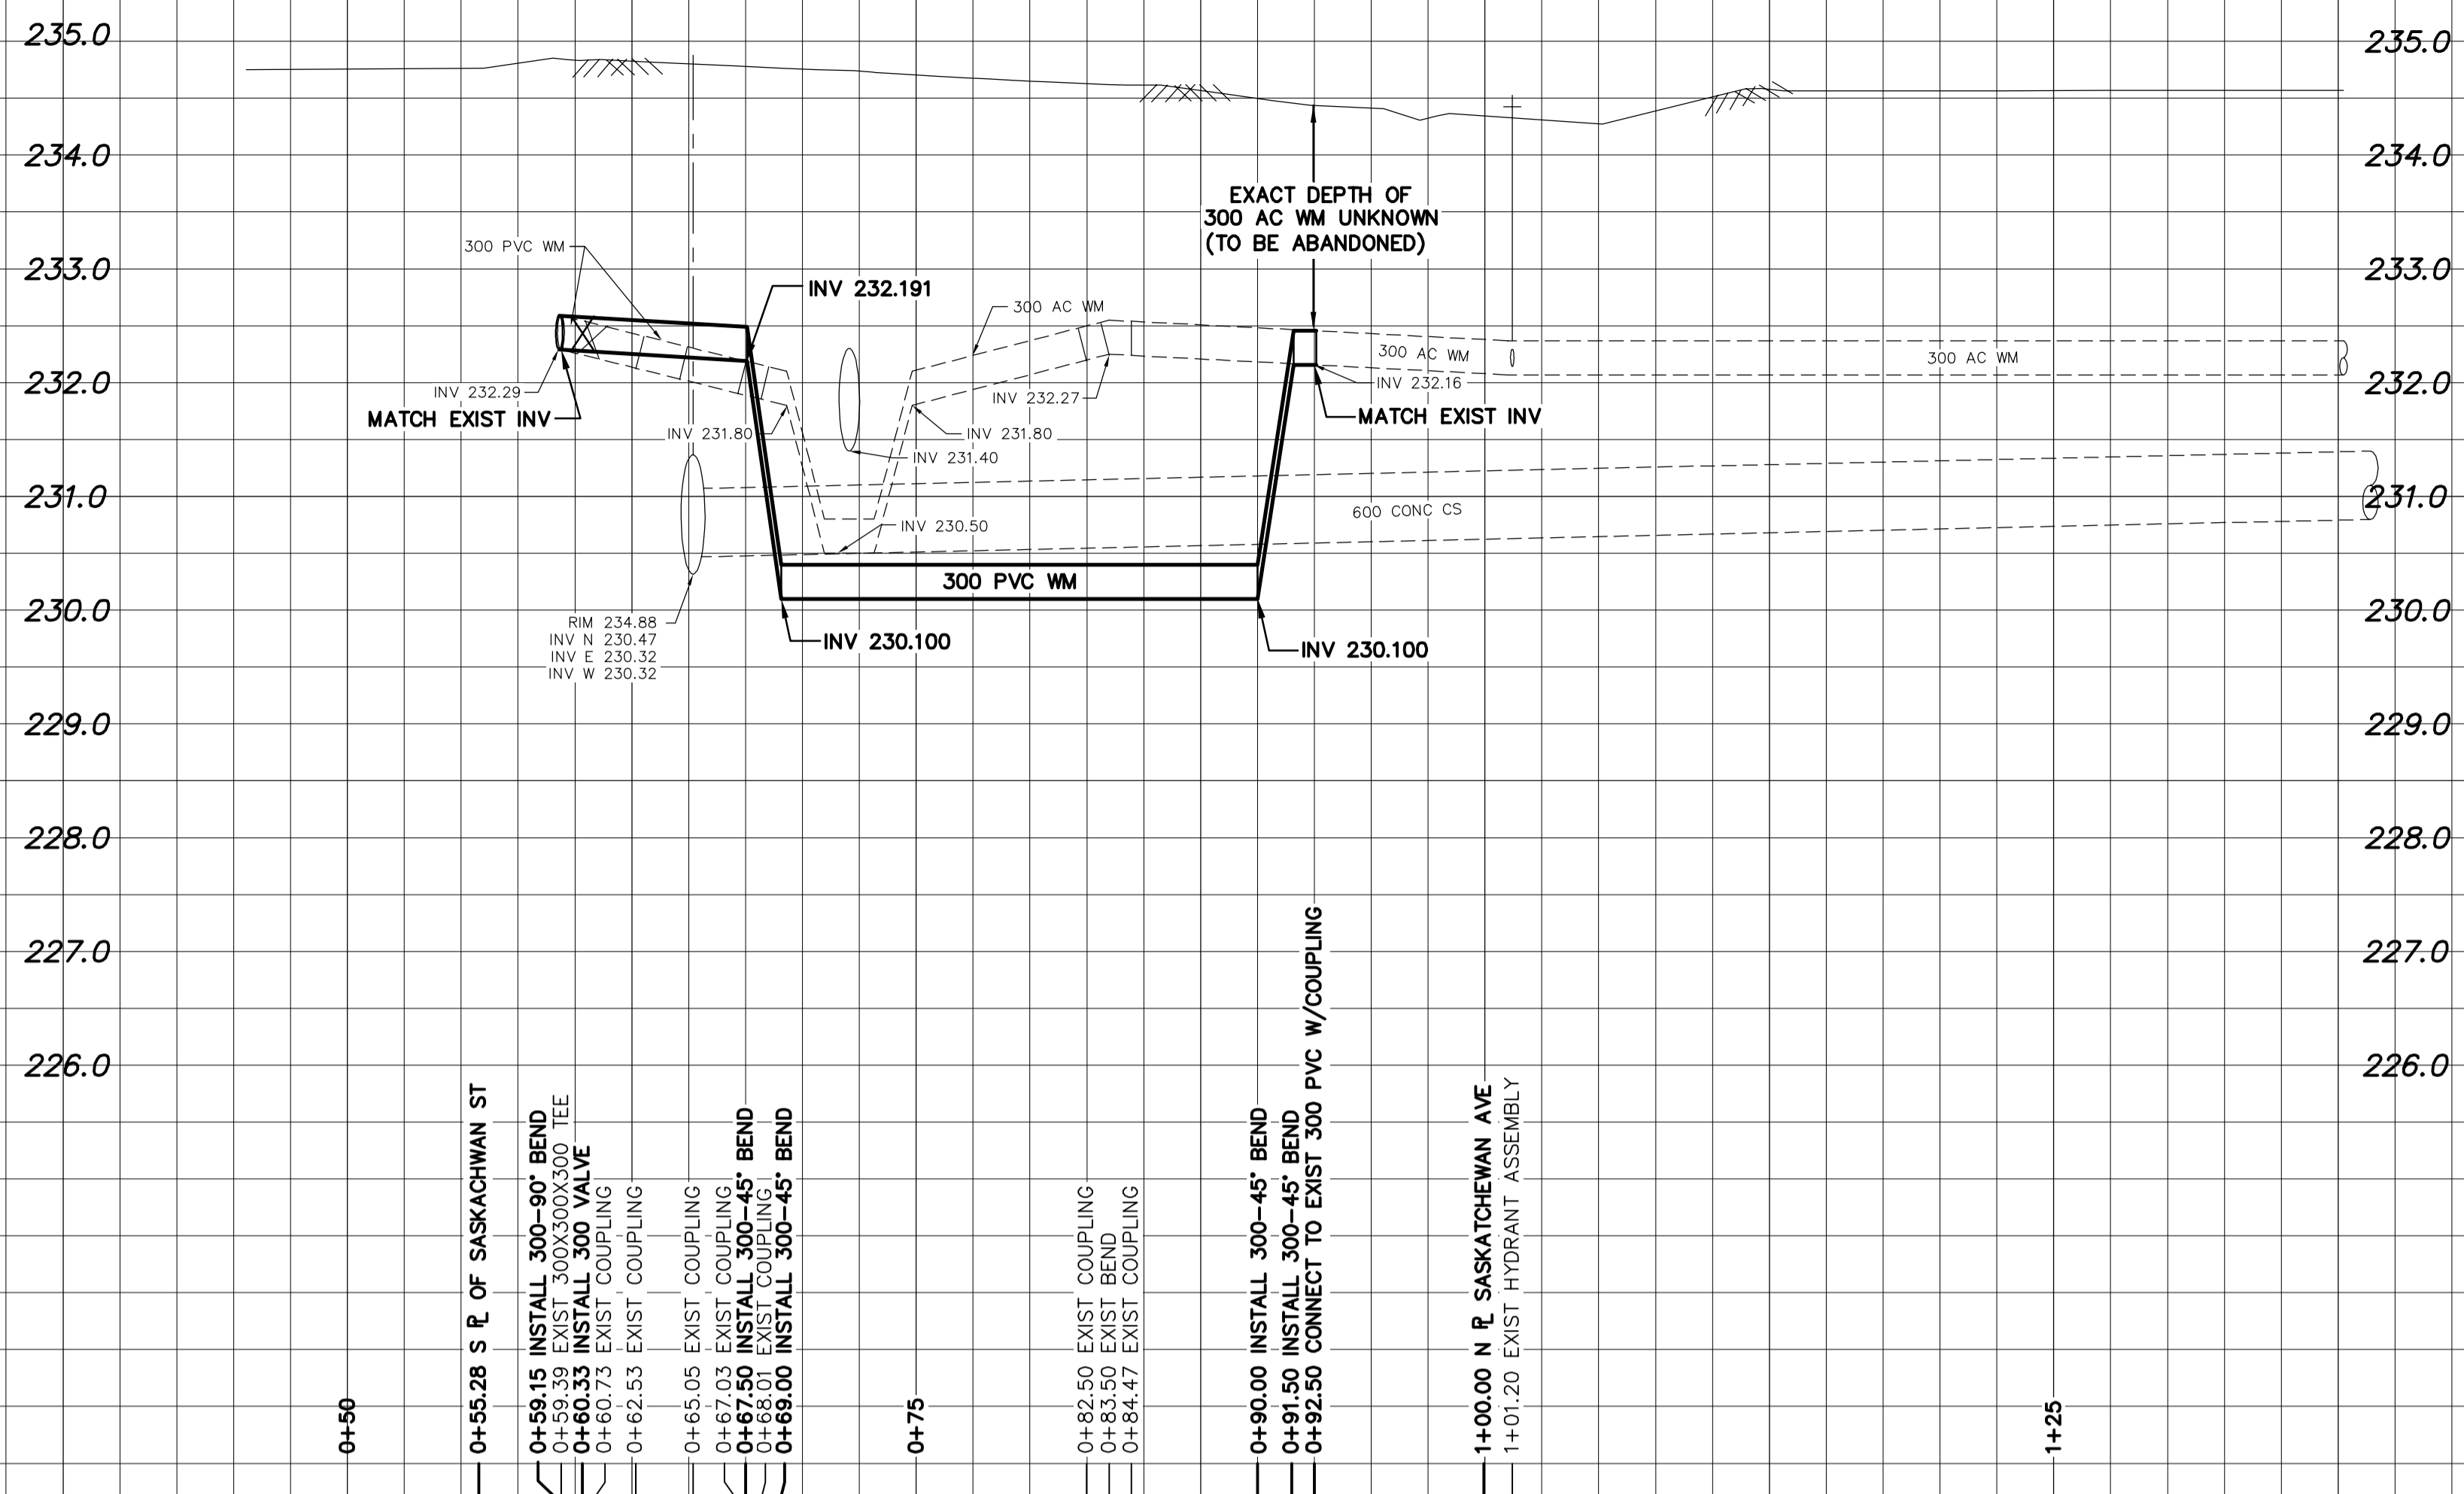 235.0
235.0
234.0
234.0
EXACT DEPTH OF
300 AC WM UNKNOWN
(TO BE ABANDONED)
300 PVC WM
233.0
233.0
INV 232.191
300 AC WM
300 AC WM
300 AC WM
232.0
232.0
INV 232.29
MATCH EXIST INV
INV 232.27
INV 232.16
MATCH EXIST INV
INV 231.80
INV 231.80
INV 231.40
231.0
231.0
600 CONC CS
INV 230.50
300 PVC WM
230.0
230.0
RIM 234.88
INV N 230.47
INV E 230.32
INV W 230.32
INV 230.100
INV 230.100
229.0
229.0
228.0
228.0
227.0
227.0
226.0
226.0
0+50
0+55.28 S PL OF SASKACHWAN ST
0+59.15 INSTALL 300-90° BEND
0+59.39 EXIST 300X300X300 TEE
0+60.33 INSTALL 300 VALVE
0+60.73 EXIST COUPLING
0+62.53 EXIST COUPLING
0+65.05 EXIST COUPLING
0+67.03 EXIST COUPLING
0+67.50 INSTALL 300-45° BEND
0+68.01 EXIST COUPLING
0+69.00 INSTALL 300-45° BEND
0+75
0+82.50 EXIST COUPLING
0+83.50 EXIST BEND
0+84.47 EXIST COUPLING
0+90.00 INSTALL 300-45° BEND
0+91.50 INSTALL 300-45° BEND
0+92.50 CONNECT TO EXIST 300 PVC W/COUPLING
1+00.00 N PL SASKATCHEWAN AVE
1+01.20 EXIST HYDRANT ASSEMBLY
1+25